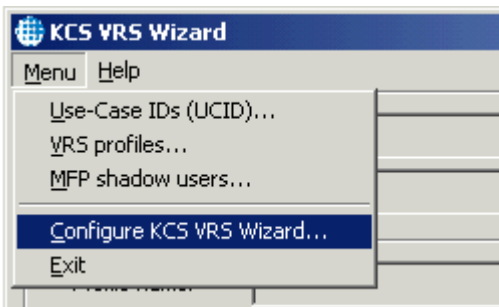 KCS VRS Wizard
Menu Help
Use-Case IDs (UCID)...
VRS profiles...
MFP shadow users...
Configure KCS VRS Wizard...
Exit